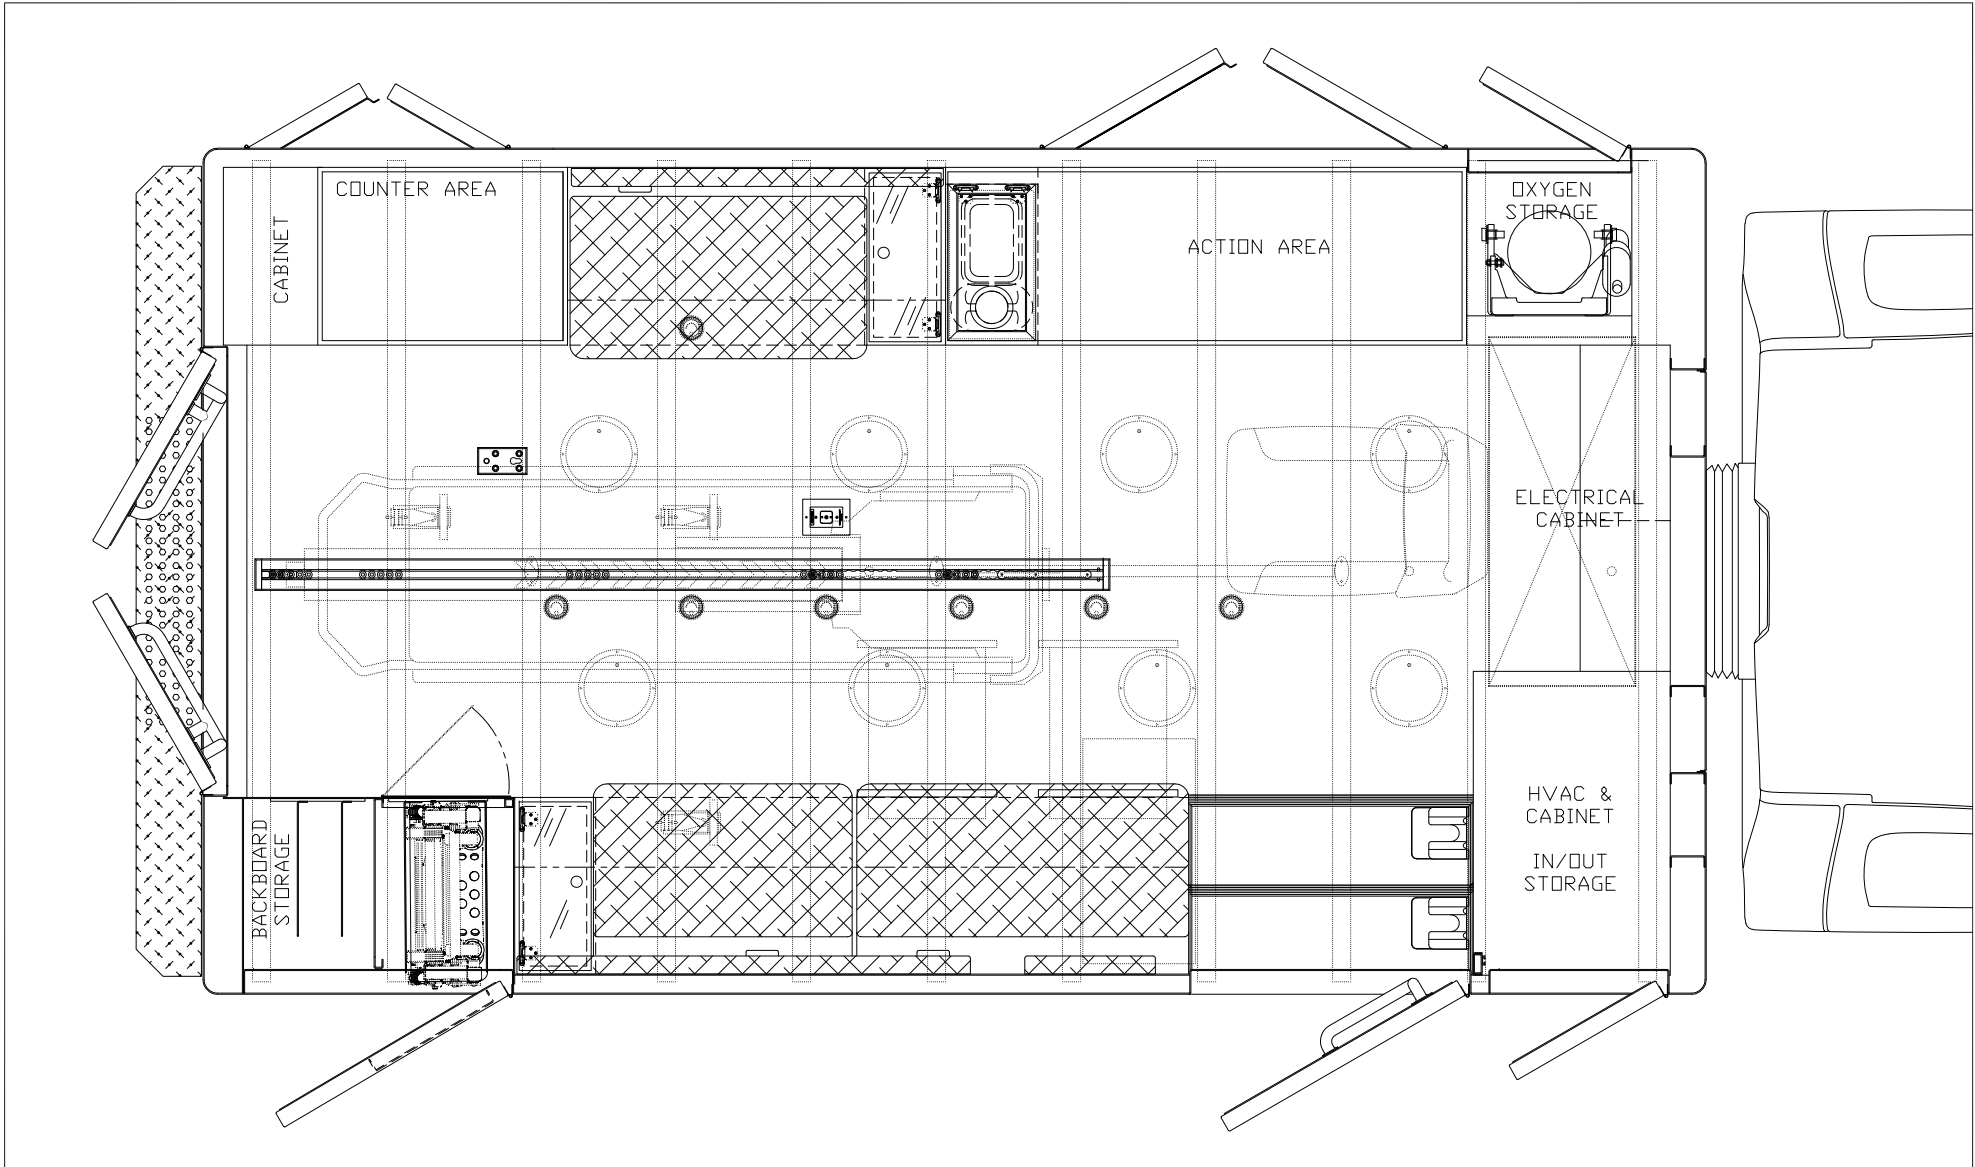 COUNTER AREA
CABINET
ACTION AREA
OXYGEN
STORAGE
ELECTRICAL
CABINET
BACKBOARD
STORAGE
HVAC &
CABINET
IN/OUT
STORAGE